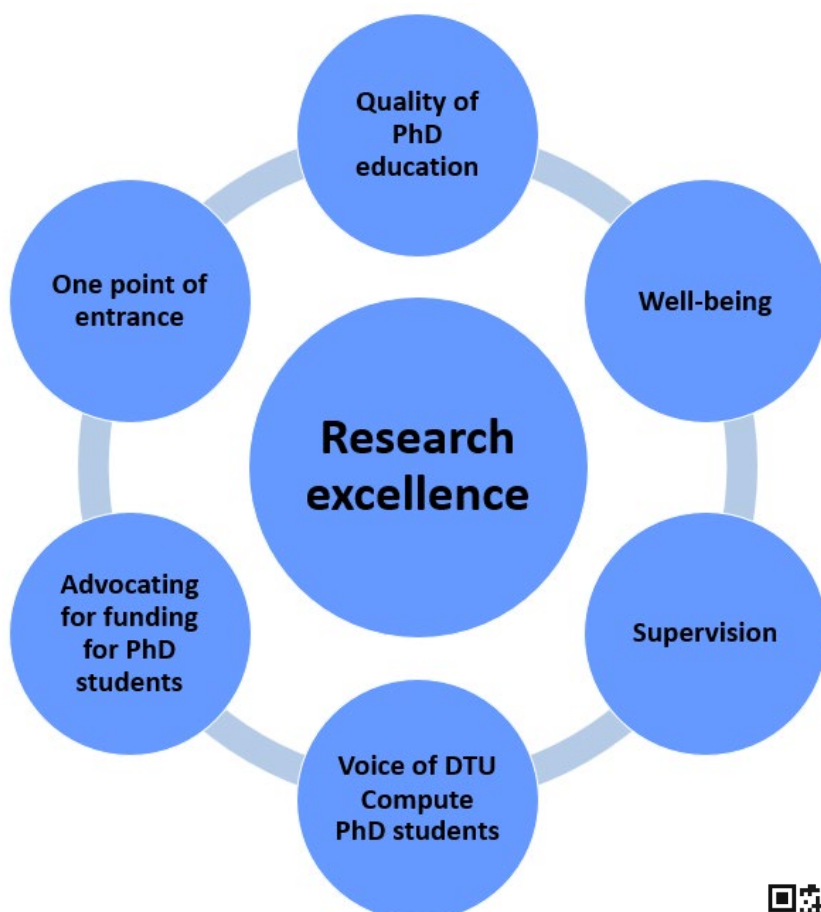 Quality of
PhD
education
Well-being
Supervision
Voice of DTU
Compute
PhD students
Advocating
for funding
for PhD
students
One point of
entrance
Research
excellence